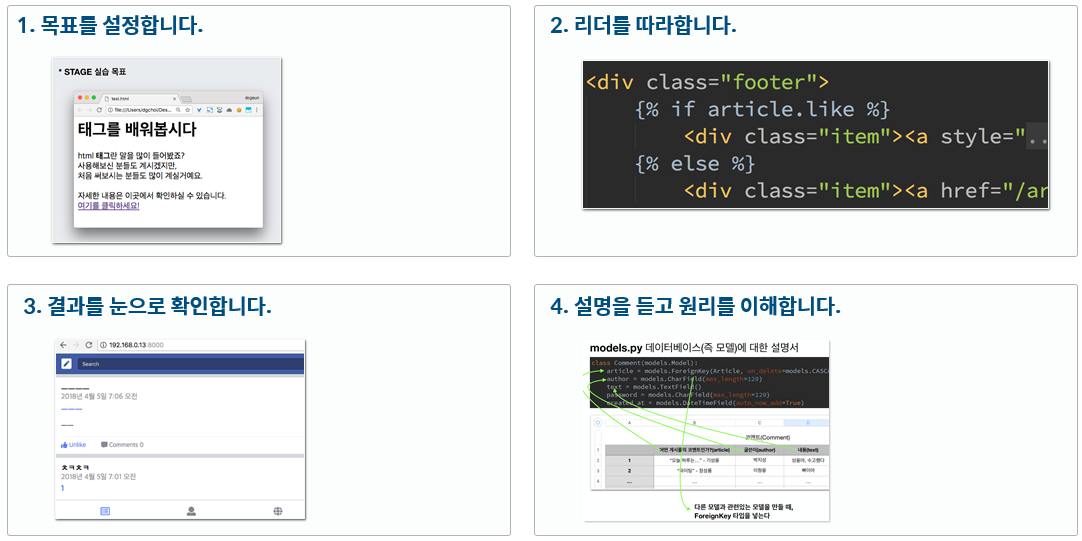 1. 목표를 설정합니다.
* STAGE 실습 목표
test.html
dogeun
file:///Users/dgchoi/Des...
태그를 배워봅시다
html 태그란 말을 많이 들어봤죠?
사용해보신 분들도 계시겠지만,
처음 써보시는 분들도 많이 계실거예요.
자세한 내용은 이곳에서 확인하실 수 있습니다.
여기를 클릭하세요!
2. 리더를 따라합니다.
<div class="footer">
{% if article.like %}
<div class="item"><a style="...
{% else %}
<div class="item"><a href="/ar
3. 결과를 눈으로 확인합니다.
192.168.0.13:8000
Search
ㅡㅡㅡㅡ
2018년 4월 5일 7:06 오전
ㅡㅡㅡ
ㅡㅡ
Unlike Comments 0
ㅊㅋㅊㅋ
2018년 4월 5일 7:01 오전
1
4. 설명을 듣고 원리를 이해합니다.
models.py 데이터베이스(즉 모델)에 대한 설명서
class Comment(models.Model):
article = models.ForeignKey(Article, on_delete=models.CASCA
author = models.CharField(max_length=120)
text = models.TextField()
password = models.CharField(max_length=120)
created_at = models.DateTimeField(auto_now_add=True)
A B C D
코멘트(Comment)
1 어떤 게시물의 코멘트인가?(article) 글쓴이(author) 내용(text)
2 1 "오늘 하루는..." - 기성용 박지성 성용아, 수고했다
3 2 - 정성룡 이청용 빠이야
4 ... ... ...
다른 모델과 관련있는 모델을 만들 때,
ForeignKey 타입을 넣는다